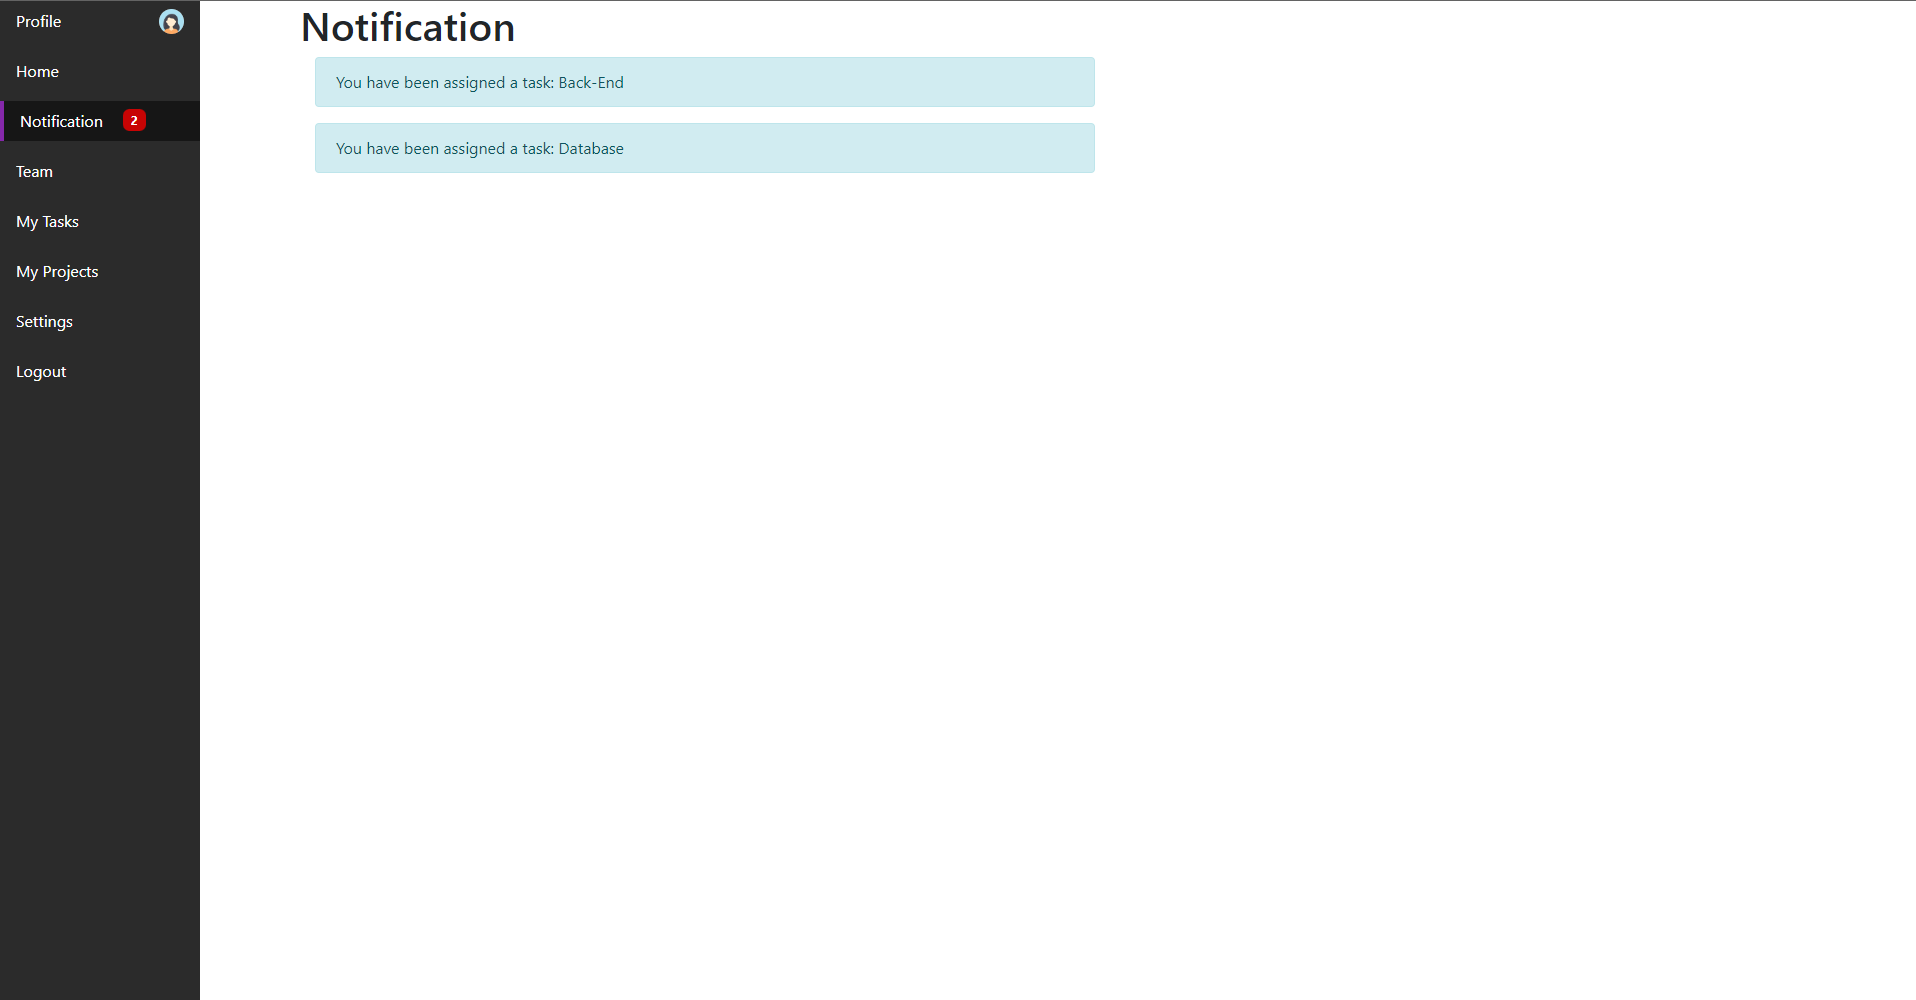 Profile
Home
Notification 2
Team
My Tasks
My Projects
Settings
Logout
Notification
You have been assigned a task: Back-End
You have been assigned a task: Database